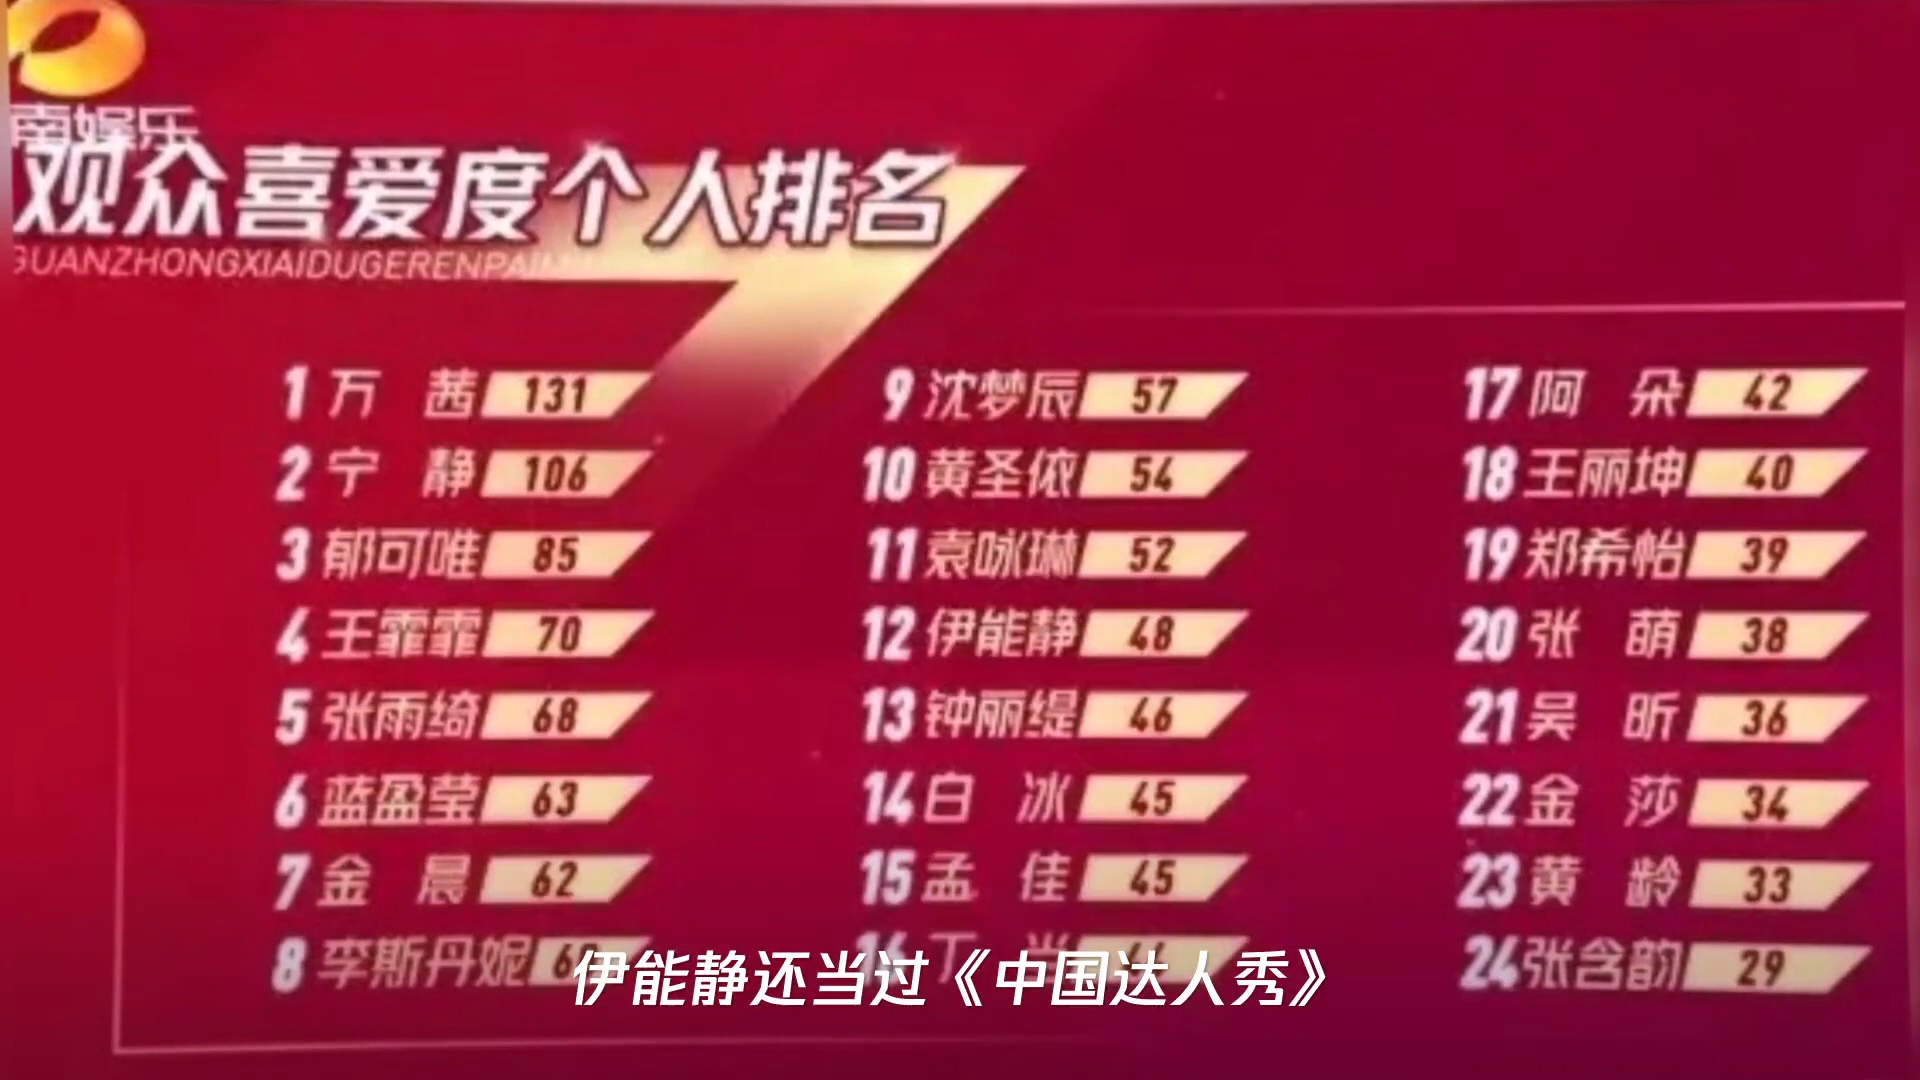 南娱乐
观众喜爱度个人排名
GUANZHONGXIAIDUGERENPAI
1 万茜 131
2 宁静 106
3 郁可唯 85
4 王霏霏 70
5 张雨绮 68
6 蓝盈莹 63
7 金晨 62
8 李斯丹妮
9 沈梦辰 57
10 黄圣依 54
11 袁咏琳 52
12 伊能静 48
13 钟丽缇 46
14 白冰 45
15 孟佳 45
16 丁
17 阿朵 42
18 王丽坤 40
19 郑希怡 39
20 张萌 38
21 吴昕 36
22 金莎 34
23 黄龄 33
24 张含韵 29
伊能静还当过《中国达人秀》